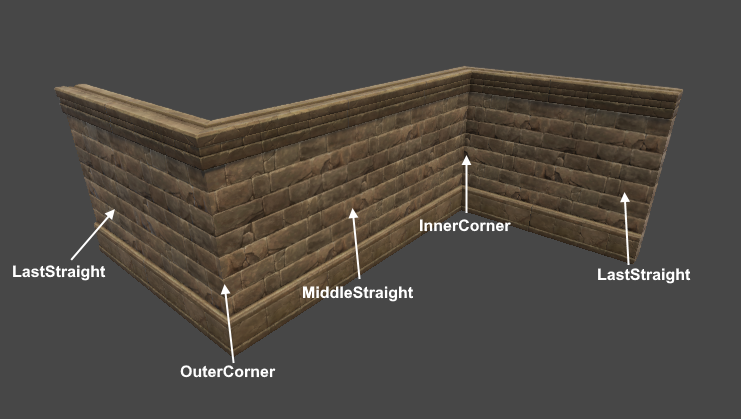 InnerCorner
LastStraight
LastStraight
MiddleStraight
OuterCorner